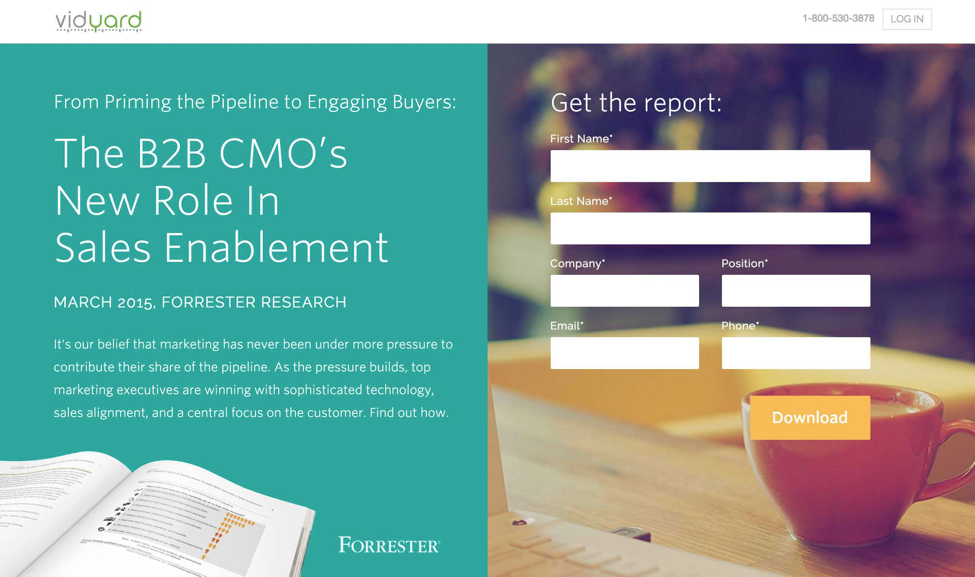 vidyard
1-800-530-3878
LOG IN
From Priming the Pipeline to Engaging Buyers:
The B2B CMO’s
New Role In
Sales Enablement
MARCH 2015, FORRESTER RESEARCH
It's our belief that marketing has never been under more pressure to
contribute their share of the pipeline. As the pressure builds, top
marketing executives are winning with sophisticated technology,
sales alignment, and a central focus on the customer. Find out how.
FORRESTER®
Get the report:
First Name*
Last Name*
Company*
Position*
Email*
Phone*
Download